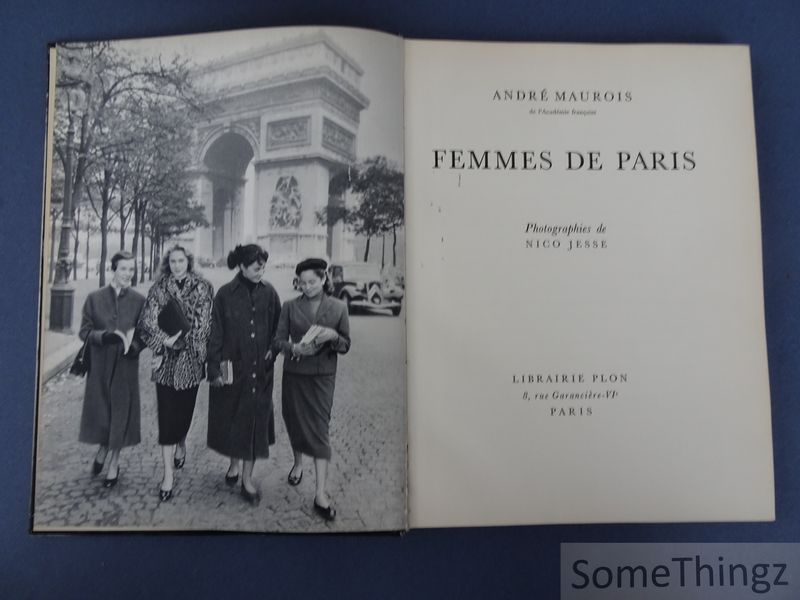 ANDRÉ MAUROIS
de l'Académie française
FEMMES DE PARIS
Photographies de
NICO JESSE
LIBRAIRIE PLON
8, rue Garancière-VIe
PARIS
SomeThingz